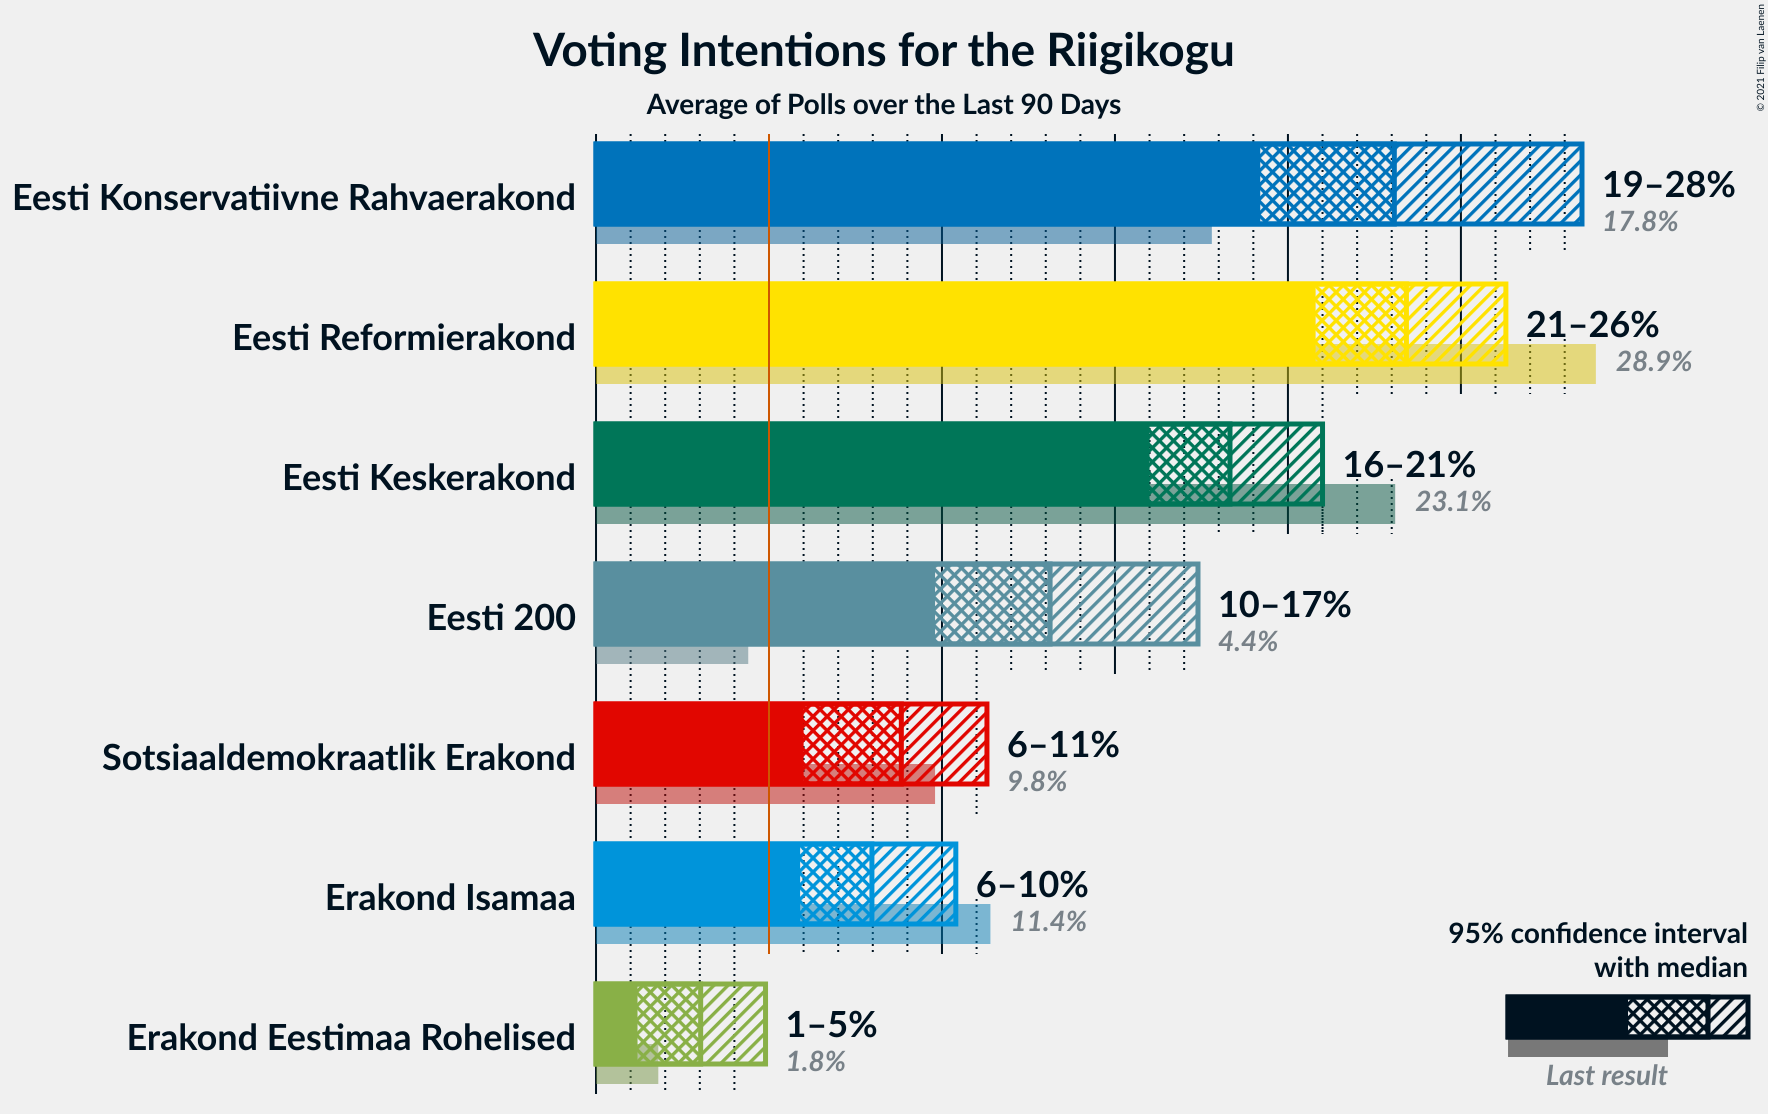 Voting Intentions for the Riigikogu
Average of Polls over the Last 90 Days
© 2021 Filip van Laenen
Eesti Konservatiivne Rahvaerakond
19–28%
17.8%
Eesti Reformierakond
21–26%
28.9%
Eesti Keskerakond
16–21%
23.1%
Eesti 200
10–17%
4.4%
Sotsiaaldemokraatlik Erakond
6–11%
9.8%
Erakond Isamaa
6–10%
11.4%
Erakond Eestimaa Rohelised
1–5%
1.8%
95% confidence interval
with median
Last result